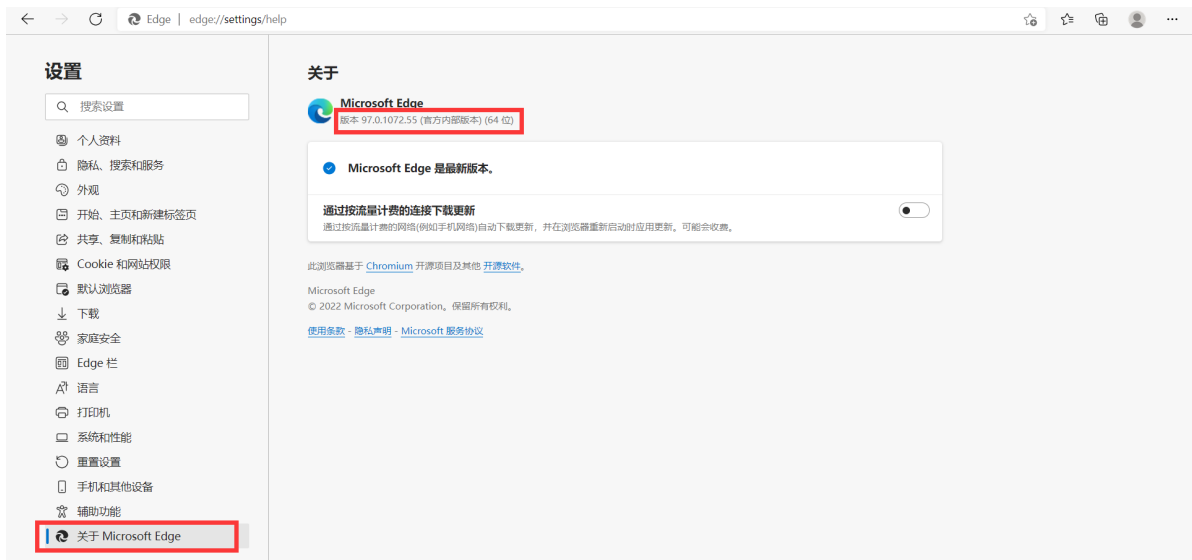 Edge | edge://settings/help
设置
搜索设置
个人资料
隐私、搜索和服务
外观
开始、主页和新建标签页
共享、复制和粘贴
Cookie 和网站权限
默认浏览器
下载
家庭安全
Edge 栏
语言
打印机
系统和性能
重置设置
手机和其他设备
辅助功能
关于 Microsoft Edge
关于
Microsoft Edge
版本 97.0.1072.55 (官方内部版本) (64 位)
Microsoft Edge 是最新版本。
通过按流量计费的连接下载更新
通过按流量计费的网络(例如手机网络)自动下载更新，并在浏览器重新启动时应用更新。可能会收费。
此浏览器基于 Chromium 开源项目及其他 开源软件。
Microsoft Edge
© 2022 Microsoft Corporation。保留所有权利。
使用条款 - 隐私声明 - Microsoft 服务协议